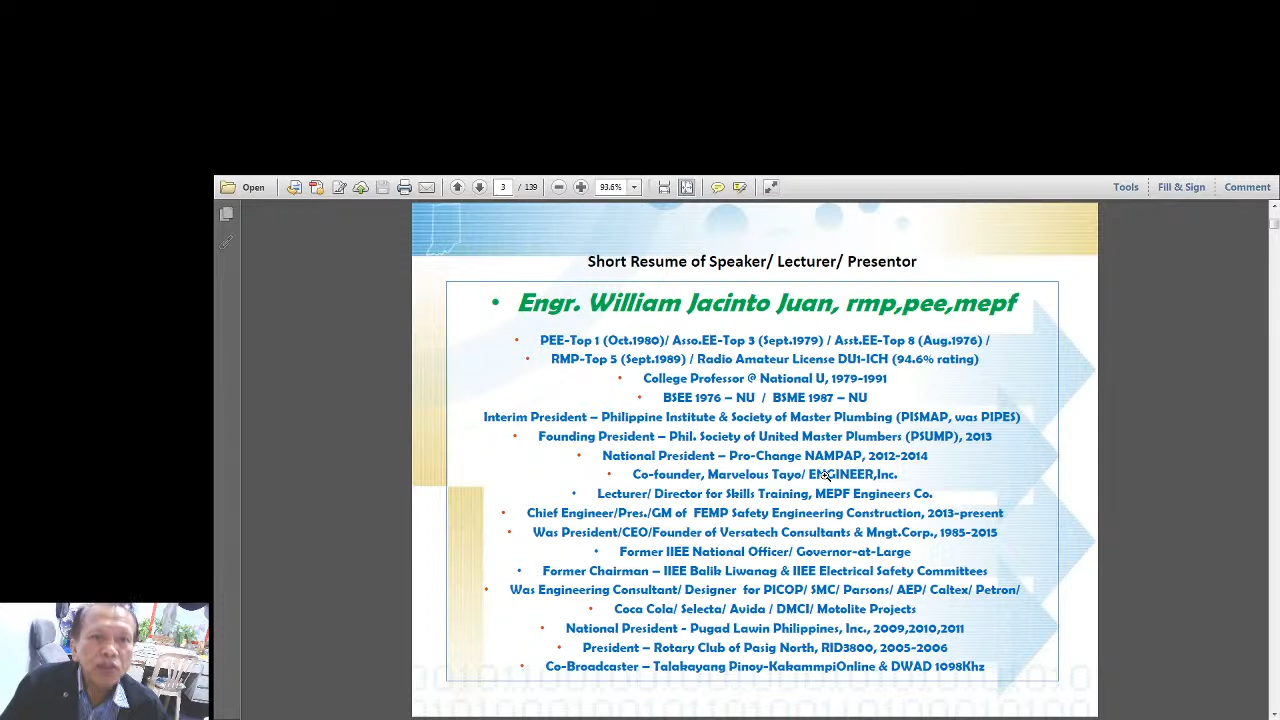 Open
3 / 139
93.6%
Tools
Fill & Sign
Comment
Short Resume of Speaker/ Lecturer/ Presentor
• Engr. William Jacinto Juan, rmp,pee,mepf
• PEE-Top 1 (Oct.1980)/ Asso.EE-Top 3 (Sept.1979) / Asst.EE-Top 8 (Aug.1976) /
• RMP-Top 5 (Sept.1989) / Radio Amateur License DU1-ICH (94.6% rating)
• College Professor @ National U, 1979-1991
• BSEE 1976 – NU / BSME 1987 – NU
Interim President – Philippine Institute & Society of Master Plumbing (PISMAP, was PIPES)
• Founding President – Phil. Society of United Master Plumbers (PSUMP), 2013
• National President – Pro-Change NAMPAP, 2012-2014
• Co-founder, Marvelous Tayo/ ENGINEER,Inc.
• Lecturer/ Director for Skills Training, MEPF Engineers Co.
• Chief Engineer/Pres./GM of FEMP Safety Engineering Construction, 2013-present
• Was President/CEO/Founder of Versatech Consultants & Mngt.Corp., 1985-2015
• Former IIEE National Officer/ Governor-at-Large
• Former Chairman – IIEE Balik Liwanag & IIEE Electrical Safety Committees
• Was Engineering Consultant/ Designer for PICOP/ SMC/ Parsons/ AEP/ Caltex/ Petron/
• Coca Cola/ Selecta/ Avida / DMCI/ Motolite Projects
• National President - Pugad Lawin Philippines, Inc., 2009,2010,2011
• President – Rotary Club of Pasig North, RID3800, 2005-2006
• Co-Broadcaster – Talakayang Pinoy-KakammpiOnline & DWAD 1098Khz